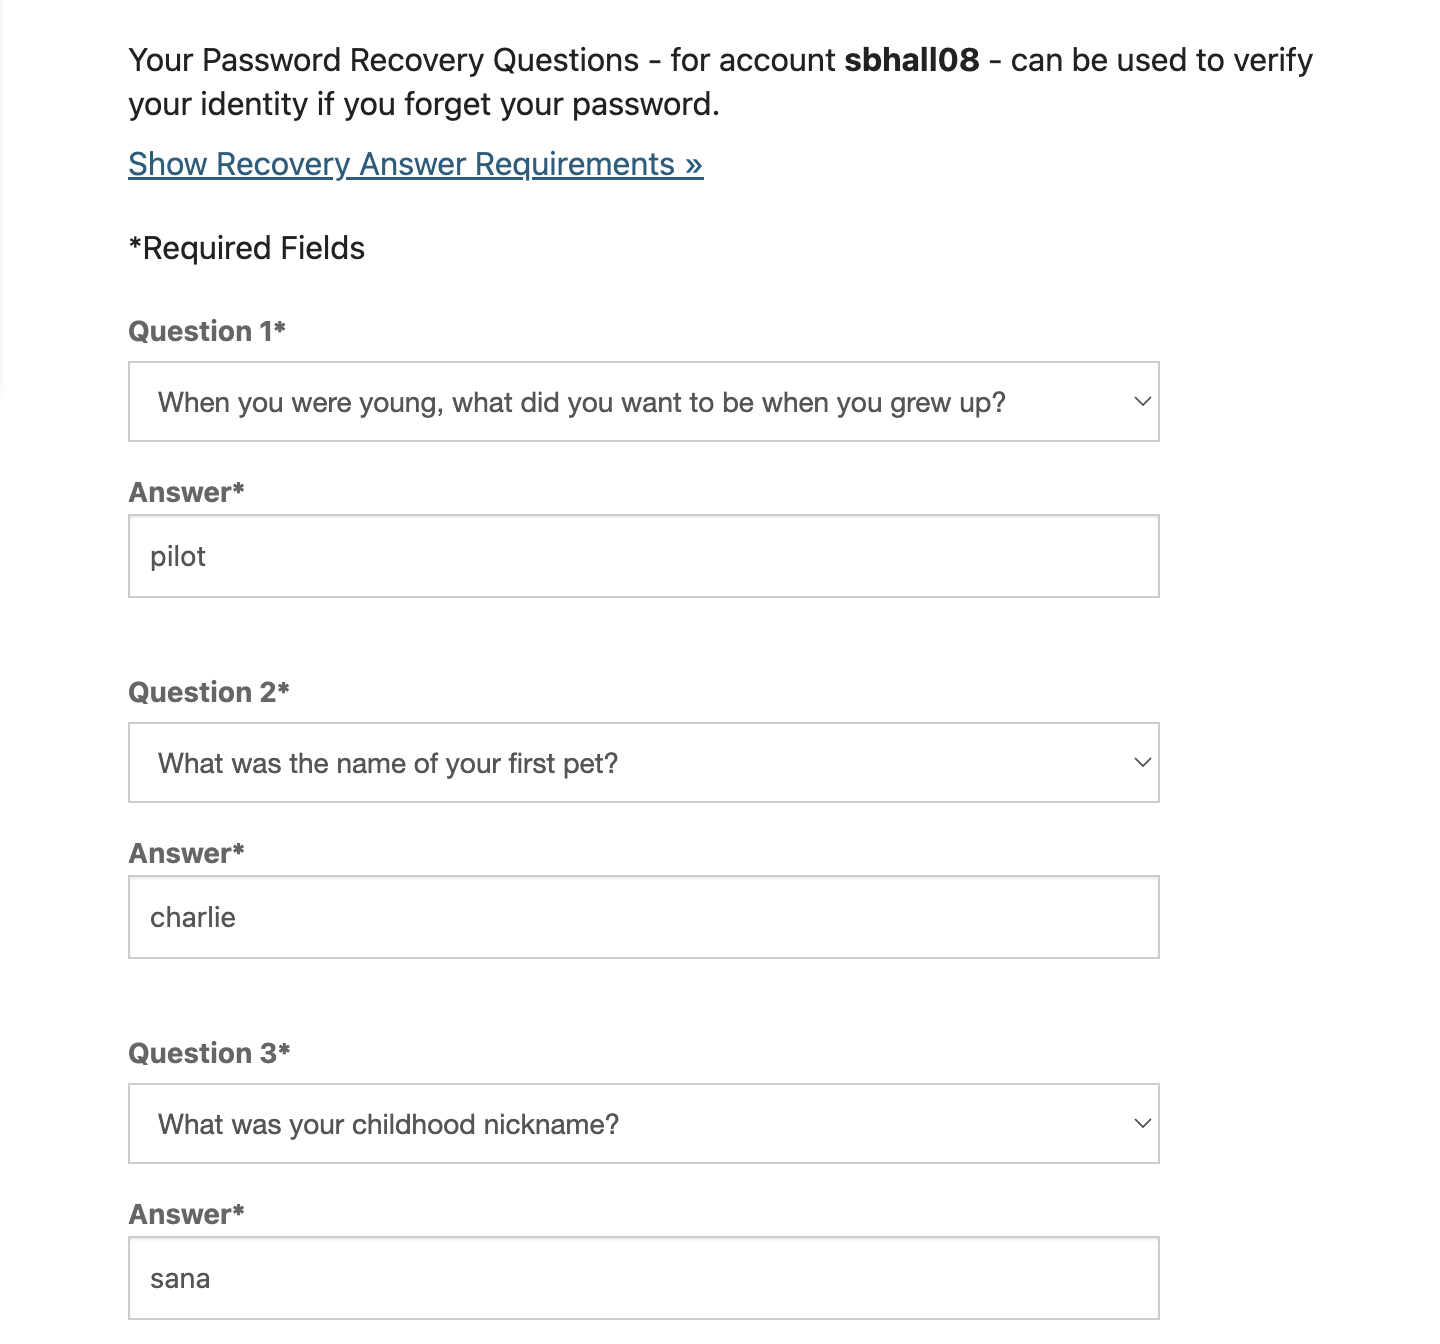 Your Password Recovery Questions - for account sbhall08 - can be used to verify
your identity if you forget your password.
Show Recovery Answer Requirements »
*Required Fields
Question 1*
When you were young, what did you want to be when you grew up?
Answer*
pilot
Question 2*
What was the name of your first pet?
Answer*
charlie
Question 3*
What was your childhood nickname?
Answer*
sana